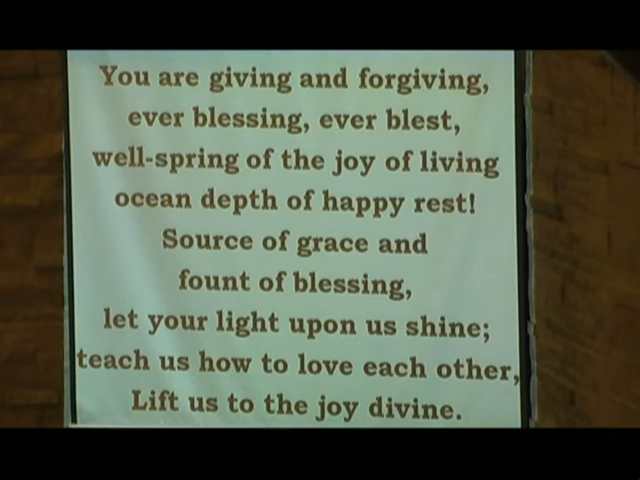 You are giving and forgiving,
ever blessing, ever blest,
well-spring of the joy of living
ocean depth of happy rest!
Source of grace and
fount of blessing,
let your light upon us shine;
teach us how to love each other,
Lift us to the joy divine.